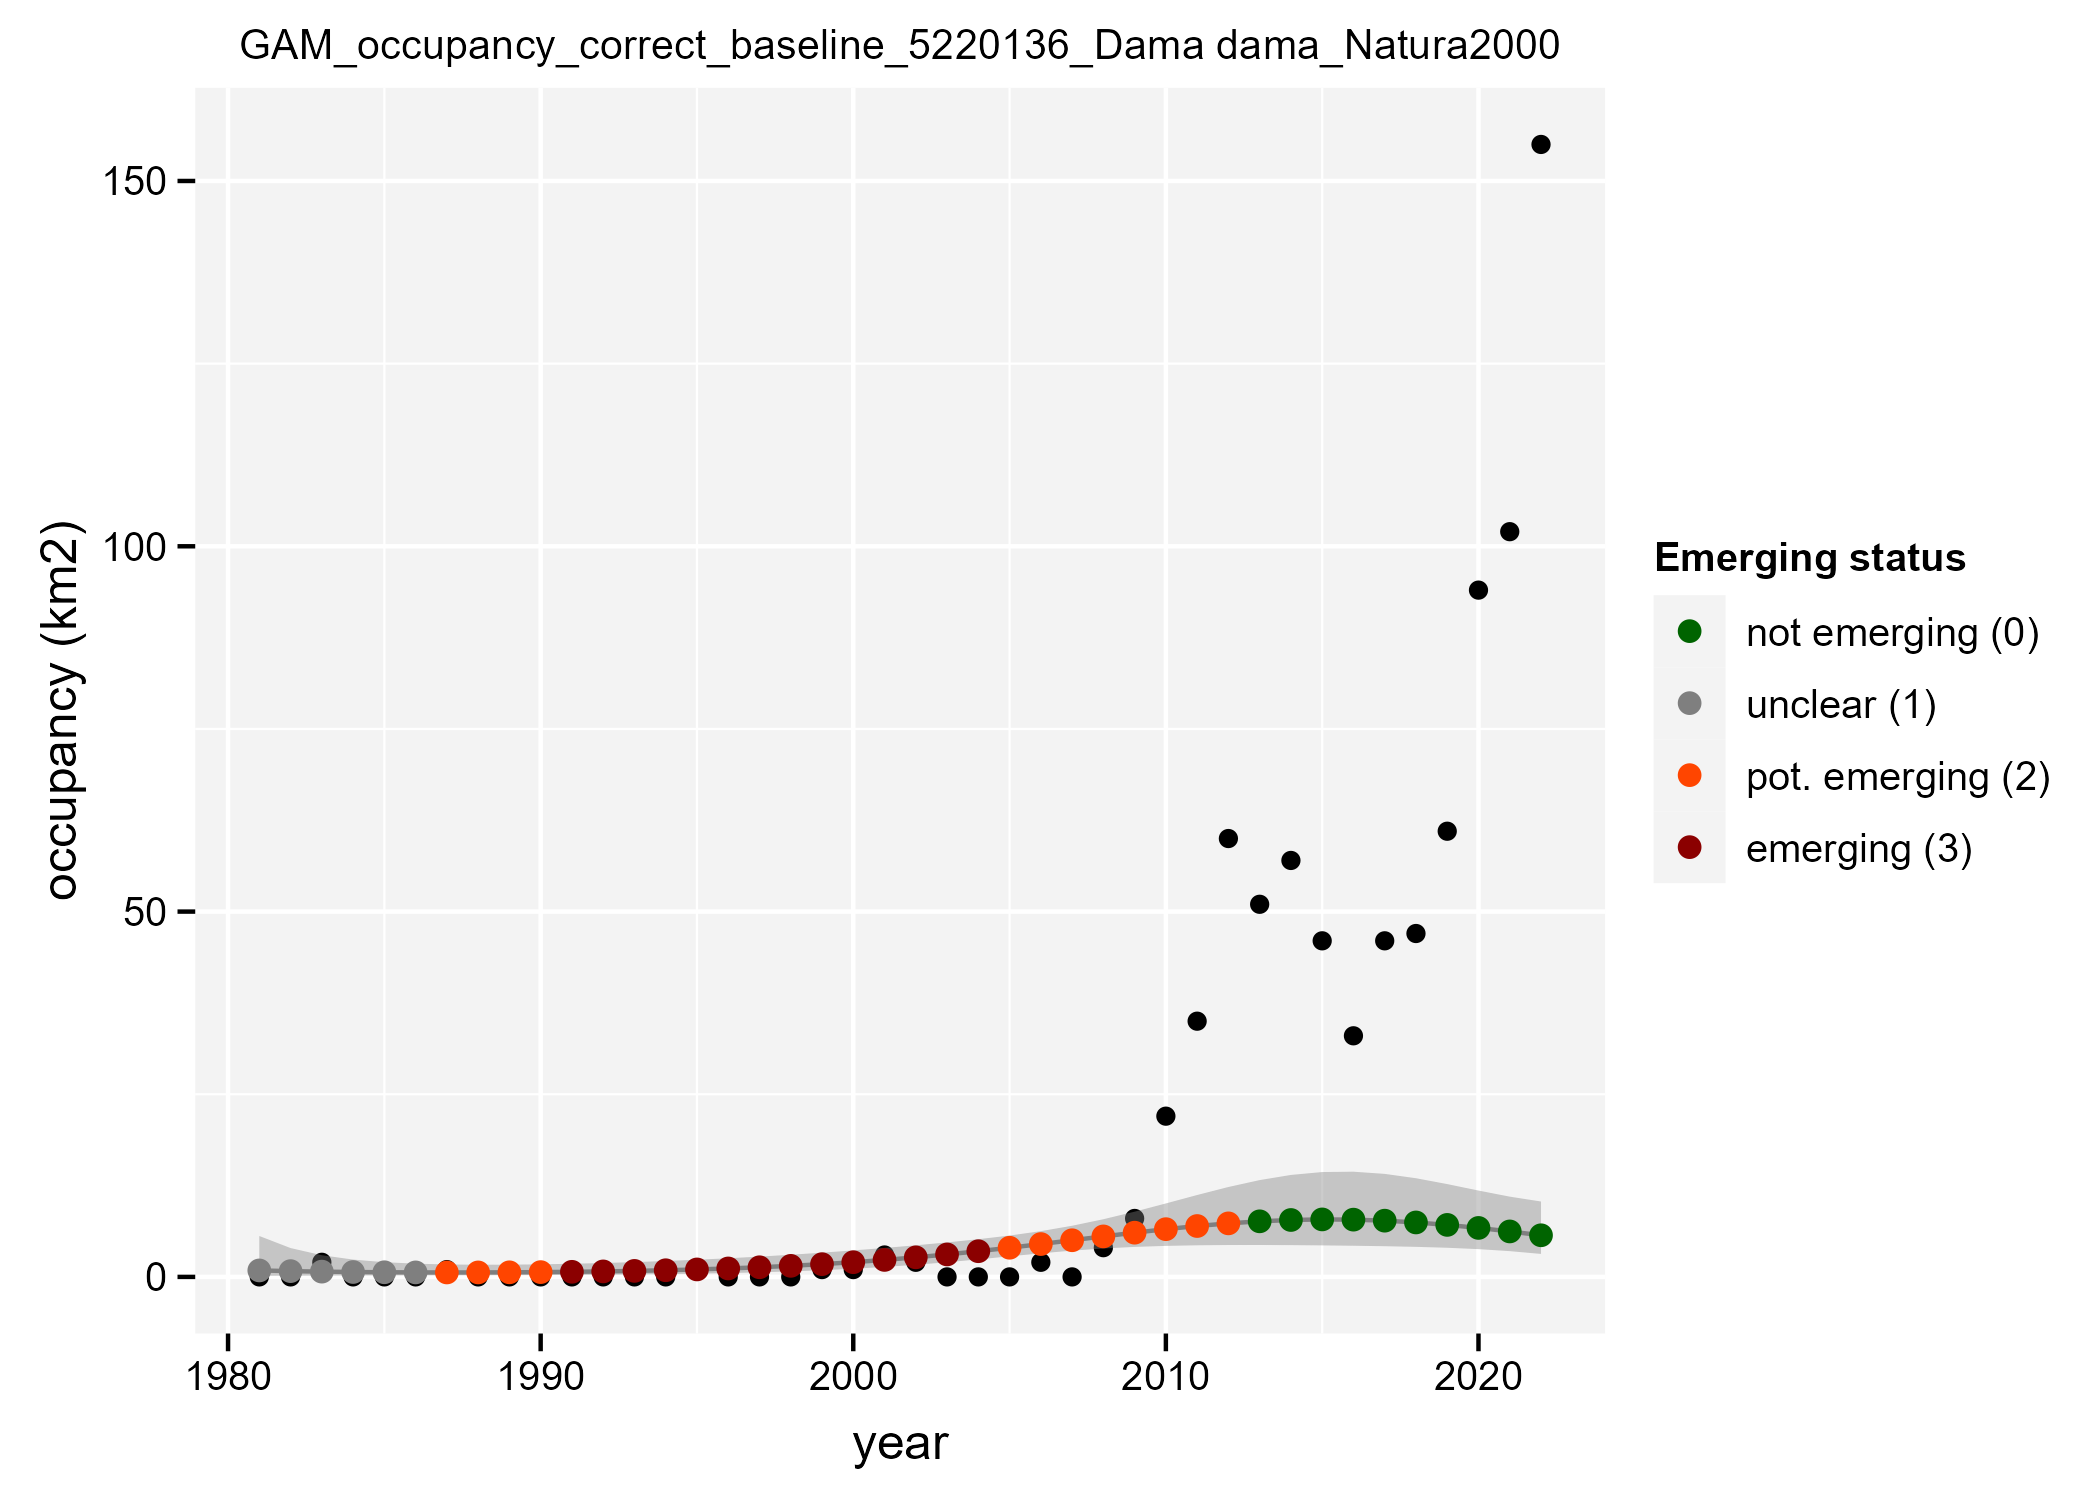 GAM_occupancy_correct_baseline_5220136_Dama dama_Natura2000
150
100
50
0
occupancy (km2)
1980 1990 2000 2010 2020
year
Emerging status
not emerging (0)
unclear (1)
pot. emerging (2)
emerging (3)